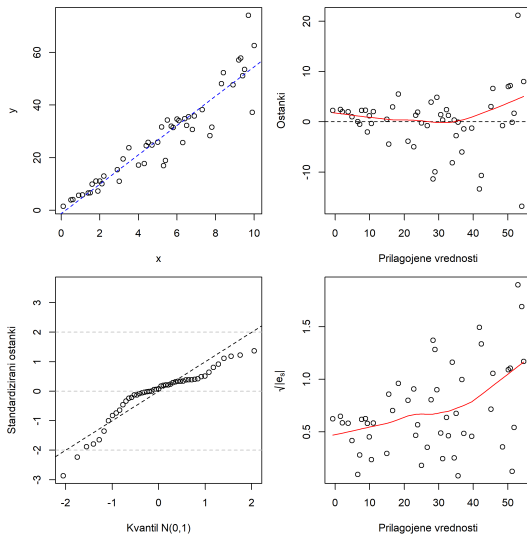 y
0 20 40 60
0 2 4 6 8 10
x
Ostanki
-10 0 10 20
0 10 20 30 40 50
Prilagojene vrednosti
Standardizirani ostanki
-3 -2 -1 0 1 2 3
-2 -1 0 1 2
Kvantil N(0,1)
√|eₛ|
0.5 1.0 1.5
0 10 20 30 40 50
Prilagojene vrednosti